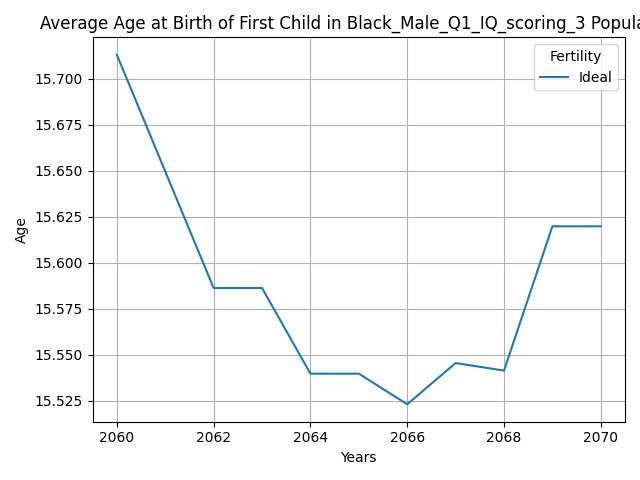 Average Age at Birth of First Child in Black_Male_Q1_IQ_scoring_3 Popula
Fertility
Ideal
15.700
15.675
15.650
15.625
15.600
15.575
15.550
15.525
Age
2060 2062 2064 2066 2068 2070
Years